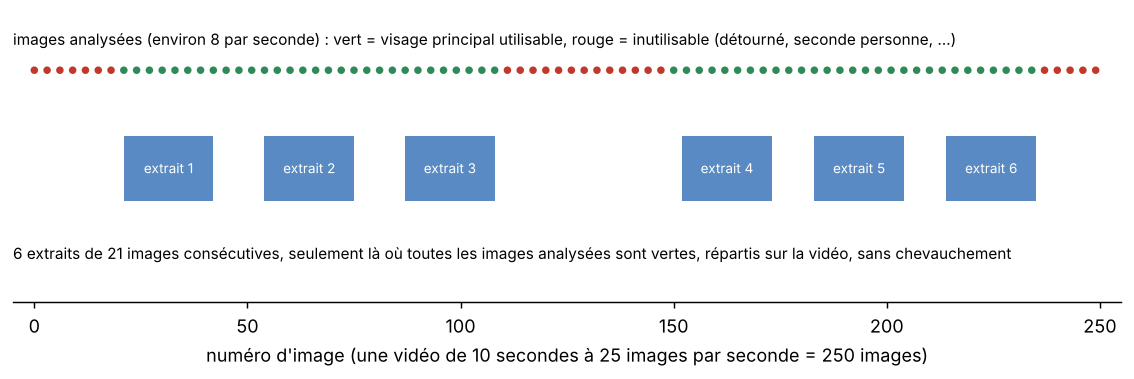 images analysées (environ 8 par seconde) : vert = visage principal utilisable, rouge = inutilisable (détourné, seconde personne, ...)
extrait 1 extrait 2 extrait 3 extrait 4 extrait 5 extrait 6
6 extraits de 21 images consécutives, seulement là où toutes les images analysées sont vertes, répartis sur la vidéo, sans chevauchement
0 50 100 150 200 250
numéro d'image (une vidéo de 10 secondes à 25 images par seconde = 250 images)